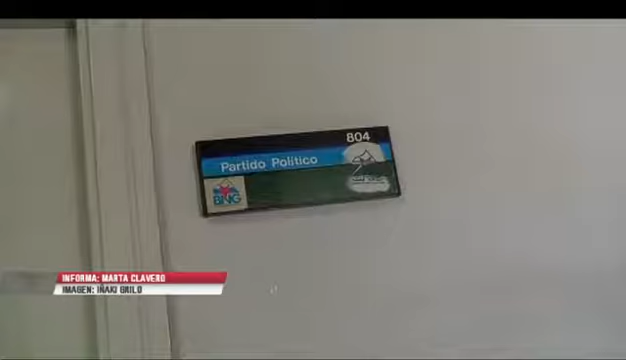 804
Partido Político
BNG
INFORMA: MARTA CLAVERO
IMAGEN: IÑAKI GRILO